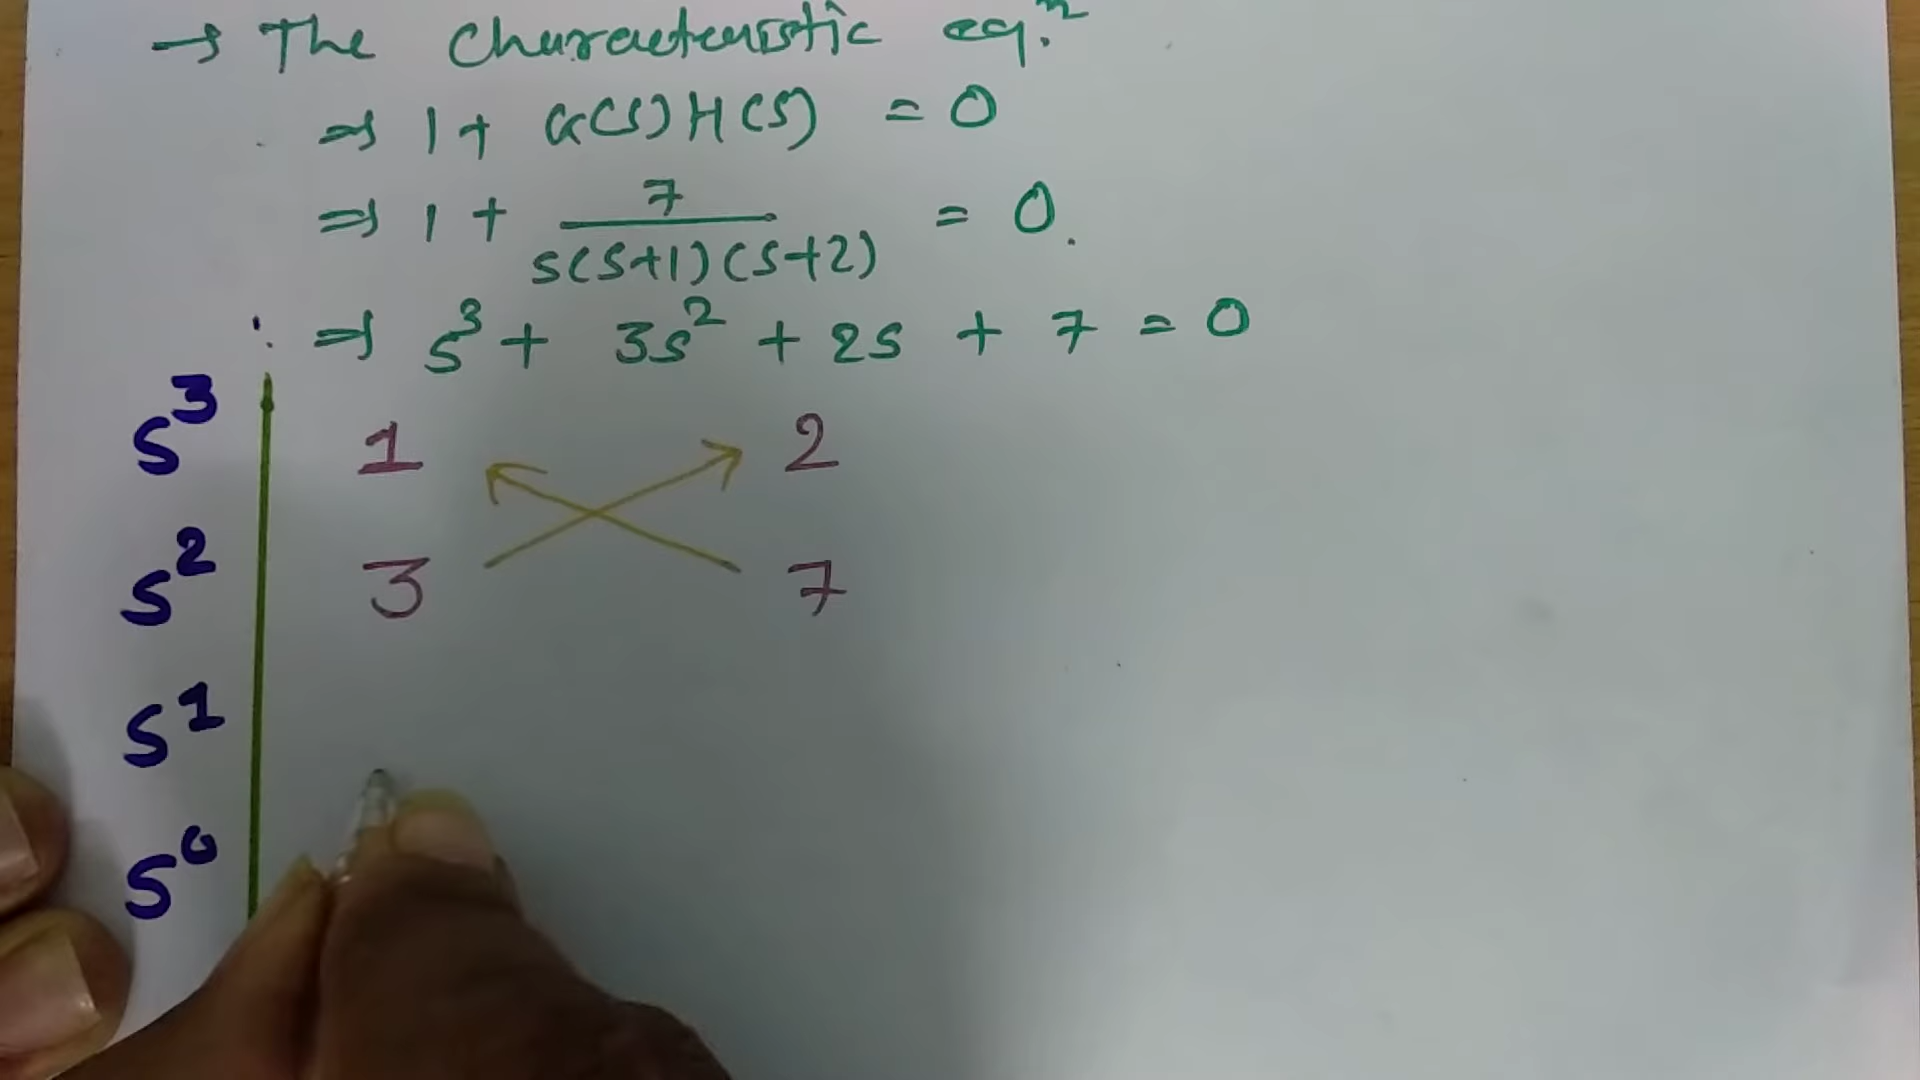 → The Characteristic eq.ⁿ
⇒ 1 + G(S)H(S) = 0
⇒ 1 + 7/(S(S+1)(S+2)) = 0.
⇒ S³ + 3S² + 2S + 7 = 0
S³ 1 2
S² 3 7
S¹
S⁰